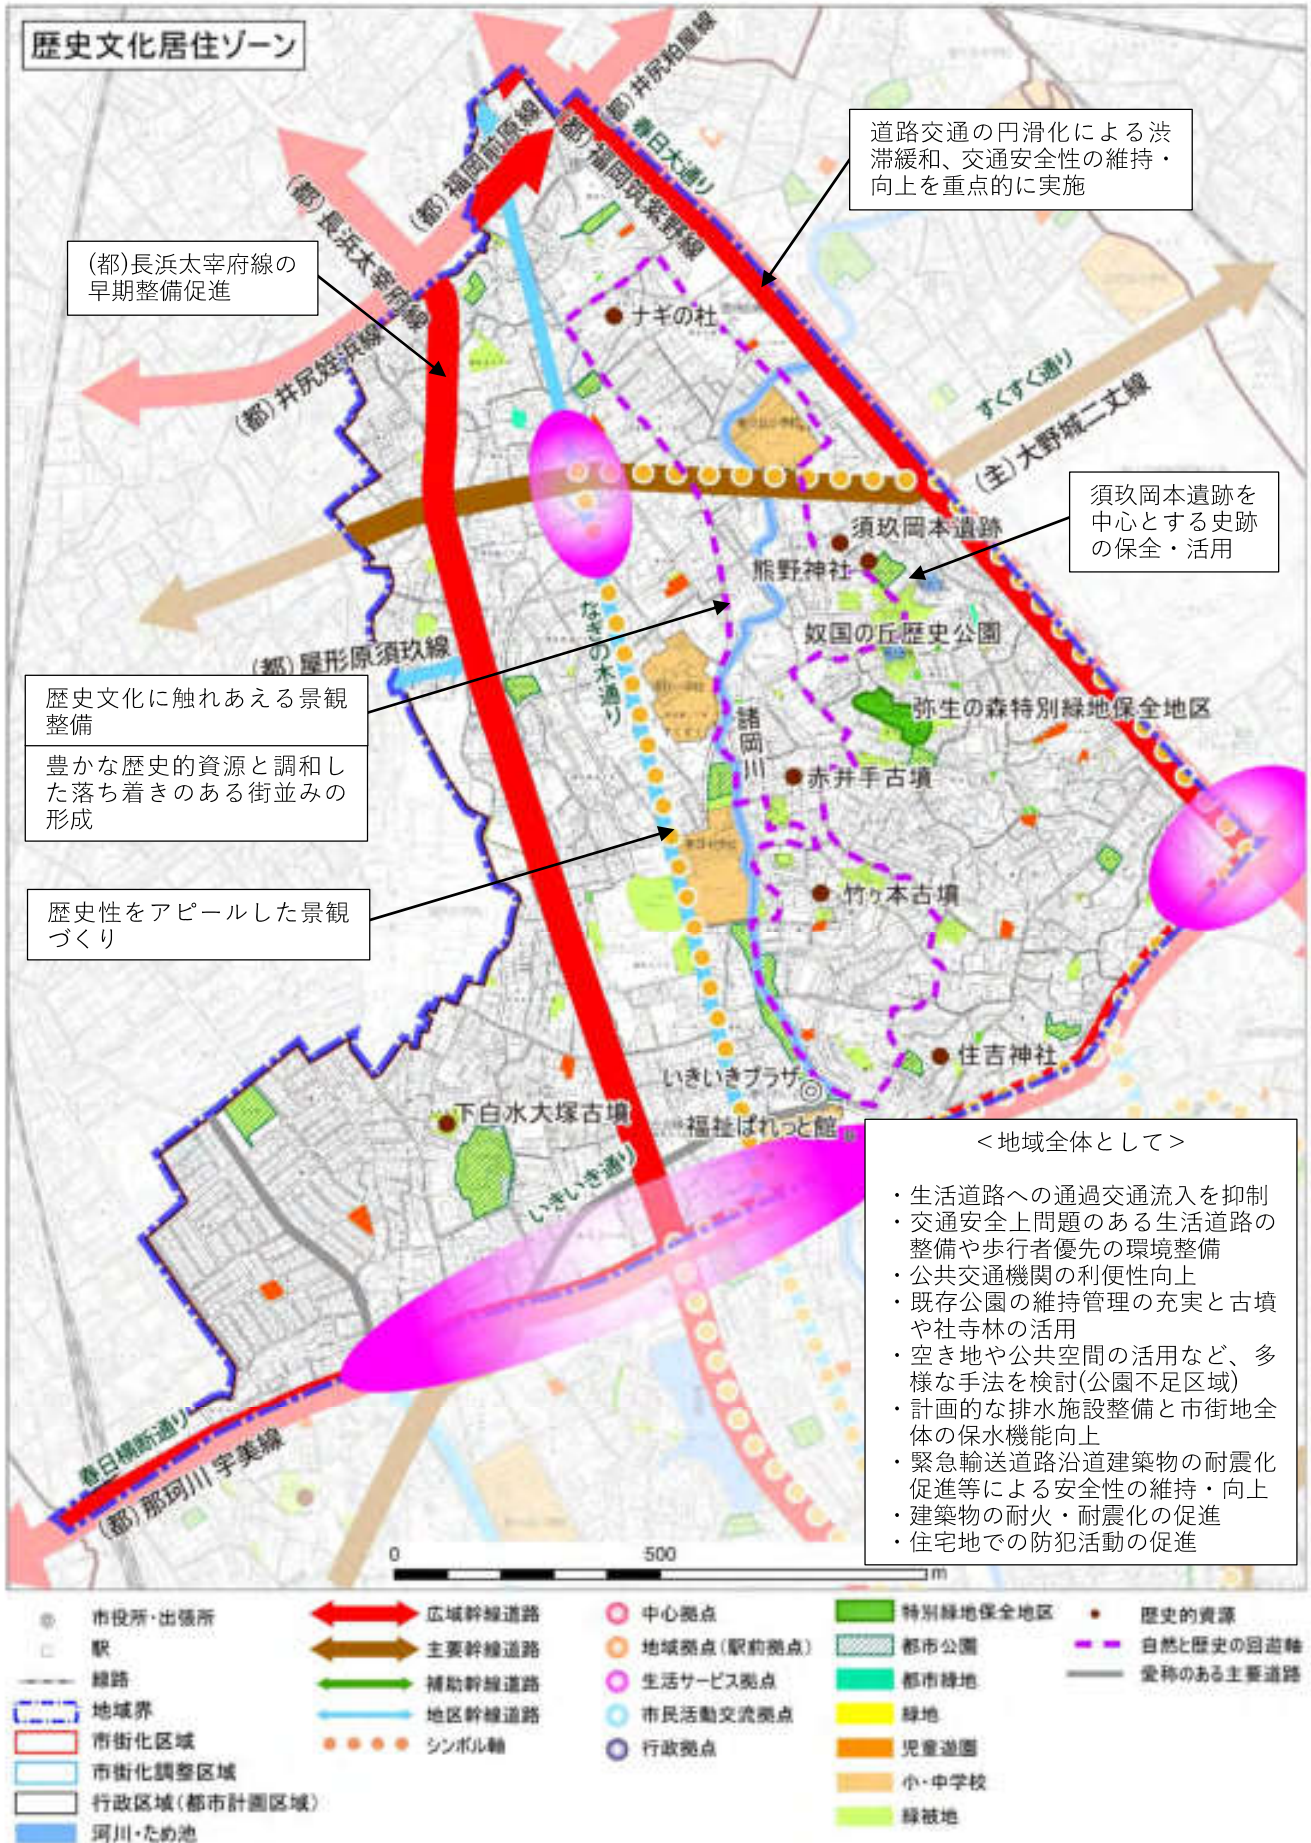 歴史文化居住ゾーン
(都)井尻粕屋線
春日大通り
(都)福岡前原線
(都)福岡筑紫野線
道路交通の円滑化による渋
滞緩和、交通安全性の維持・
向上を重点的に実施
(都)長浜太宰府線
(都)長浜太宰府線の
早期整備促進
(都)井尻姪浜線
ナギの杜
すくすく通り
(主)大野城二丈線
須玖岡本遺跡を
中心とする史跡
の保全・活用
須玖岡本遺跡
熊野神社
奴国の丘歴史公園
なぎの木通り
(都)屋形原須玖線
歴史文化に触れあえる景観
整備
豊かな歴史的資源と調和し
た落ち着きのある街並みの
形成
弥生の森特別緑地保全地区
諸岡川
赤井手古墳
竹ヶ本古墳
歴史性をアピールした景観
づくり
住吉神社
いきいきプラザ
福祉ぱれっと館
下白水大塚古墳
いきいき通り
春日横断通り
(都)那珂川宇美線
<地域全体として>
・生活道路への通過交通流入を抑制
・交通安全上問題のある生活道路の
整備や歩行者優先の環境整備
・公共交通機関の利便性向上
・既存公園の維持管理の充実と古墳
や社寺林の活用
・空き地や公共空間の活用など、多
様な手法を検討(公園不足区域)
・計画的な排水施設整備と市街地全
体の保水機能向上
・緊急輸送道路沿道建築物の耐震化
促進等による安全性の維持・向上
・建築物の耐火・耐震化の促進
・住宅地での防犯活動の促進
0 500 m
市役所・出張所
駅
線路
地域界
市街化区域
市街化調整区域
行政区域(都市計画区域)
河川・ため池
広域幹線道路
主要幹線道路
補助幹線道路
地区幹線道路
シンボル軸
中心拠点
地域拠点(駅前拠点)
生活サービス拠点
市民活動交流拠点
行政拠点
特別緑地保全地区
都市公園
都市緑地
緑地
児童遊園
小・中学校
緑被地
歴史的資源
自然と歴史の回遊軸
愛称のある主要道路